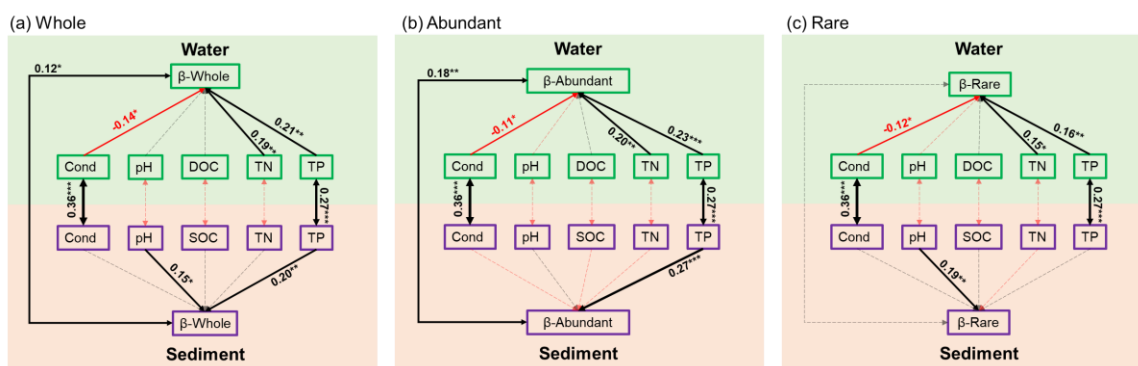 (a) Whole
Water
0.12*
β-Whole
-0.14*
0.19**
0.21**
Cond pH DOC TN TP
0.36***
0.27***
Cond pH SOC TN TP
0.15*
0.20**
β-Whole
Sediment
(b) Abundant
Water
0.18**
β-Abundant
-0.11*
0.20**
0.23***
Cond pH DOC TN TP
0.36***
0.27***
Cond pH SOC TN TP
0.27***
β-Abundant
Sediment
(c) Rare
Water
β-Rare
-0.12*
0.15*
0.16**
Cond pH DOC TN TP
0.36***
0.27***
Cond pH SOC TN TP
0.19**
β-Rare
Sediment